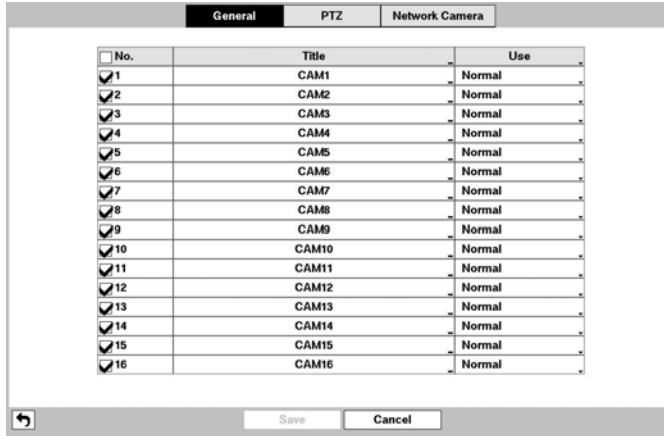 General PTZ Network Camera
No. Title Use
1 CAM1 Normal
2 CAM2 Normal
3 CAM3 Normal
4 CAM4 Normal
5 CAM5 Normal
6 CAM6 Normal
7 CAM7 Normal
8 CAM8 Normal
9 CAM9 Normal
10 CAM10 Normal
11 CAM11 Normal
12 CAM12 Normal
13 CAM13 Normal
14 CAM14 Normal
15 CAM15 Normal
16 CAM16 Normal
Save Cancel